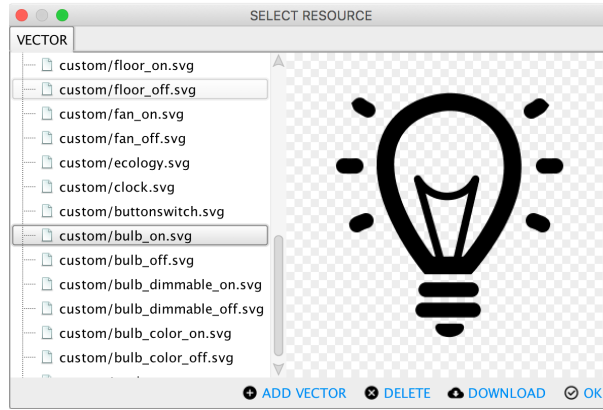 SELECT RESOURCE
VECTOR
custom/floor_on.svg
custom/floor_off.svg
custom/fan_on.svg
custom/fan_off.svg
custom/ecology.svg
custom/clock.svg
custom/buttonswitch.svg
custom/bulb_on.svg
custom/bulb_off.svg
custom/bulb_dimmable_on.svg
custom/bulb_dimmable_off.svg
custom/bulb_color_on.svg
custom/bulb_color_off.svg
ADD VECTOR DELETE DOWNLOAD OK